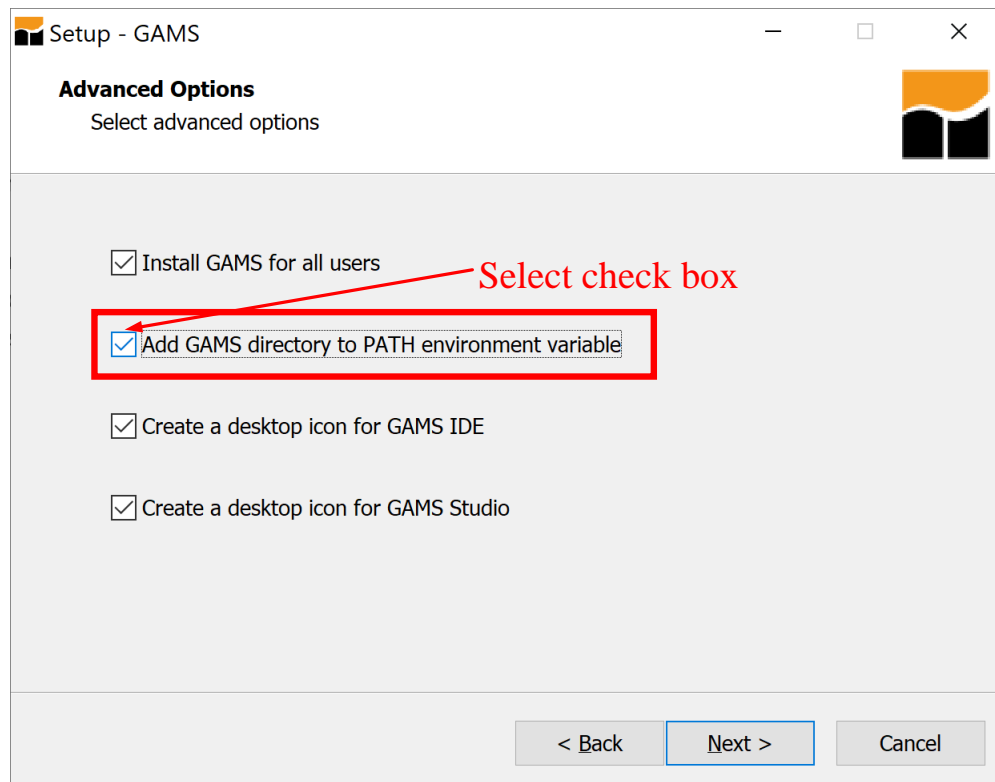 Setup - GAMS
Advanced Options
Select advanced options
Install GAMS for all users
Select check box
Add GAMS directory to PATH environment variable
Create a desktop icon for GAMS IDE
Create a desktop icon for GAMS Studio
< Back Next > Cancel